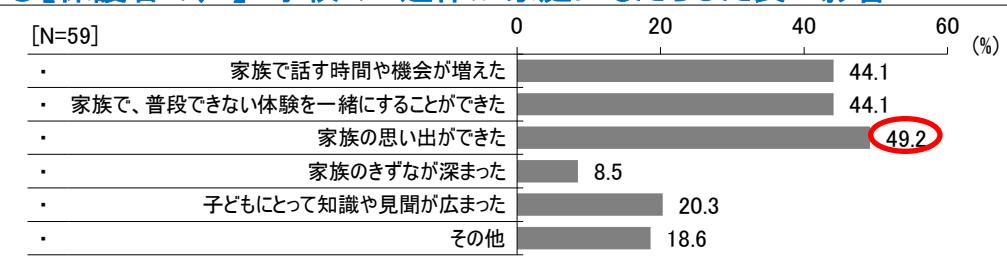 [N=59]
0 20 40 60
(%)
・ 家族で話す時間や機会が増えた 44.1
・ 家族で、普段できない体験を一緒にすることができた 44.1
・ 家族の思い出ができた 49.2
・ 家族のきずなが深まった 8.5
・ 子どもにとって知識や見聞が広まった 20.3
・ その他 18.6